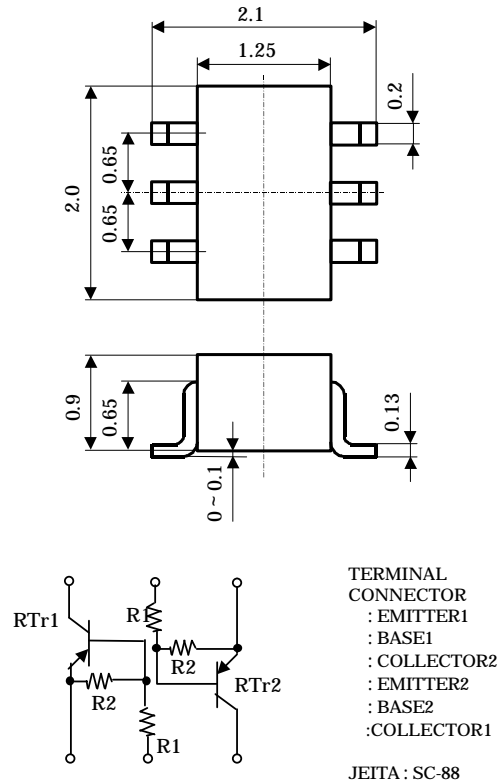 2.1
1.25
0.2
0.65
2.0
0.65
0.9
0.65
0.13
0 ~ 0.1
RTr1
R1
R2
RTr2
R2
R1
TERMINAL
CONNECTOR
: EMITTER1
: BASE1
: COLLECTOR2
: EMITTER2
: BASE2
:COLLECTOR1
JEITA : SC-88